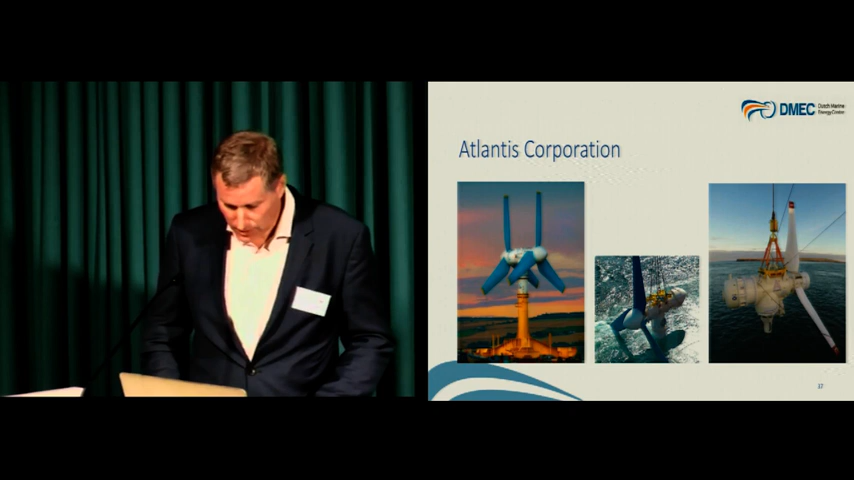 DMEC
Dutch Marine
Energy Centre
Atlantis Corporation
37